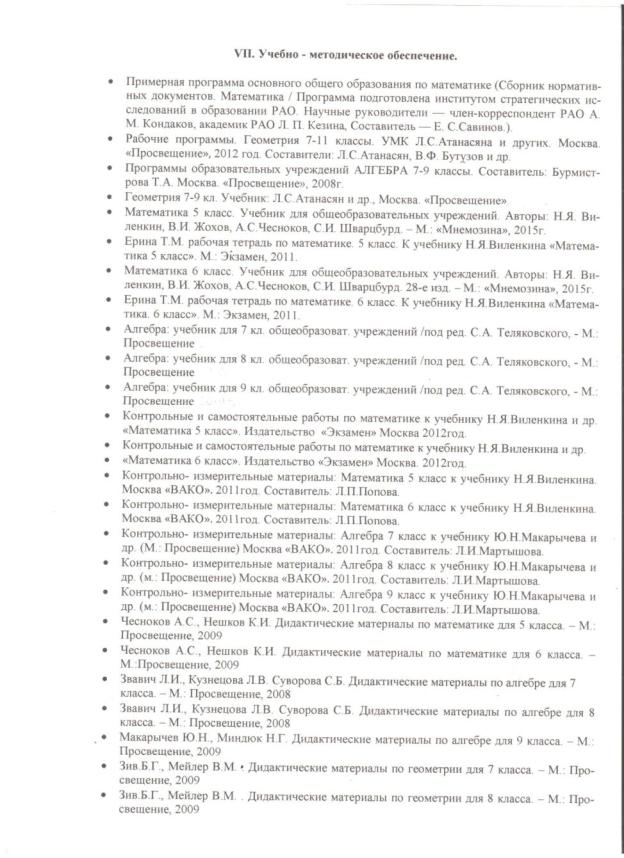 VII. Учебно - методическое обеспечение.
• Примерная программа основного общего образования по математике (Сборник норматив-
ных документов. Математика / Программа подготовлена институтом стратегических ис-
следований в образовании РАО. Научные руководители — член-корреспондент РАО А.
М. Кондаков, академик РАО Л. П. Кезина, Составитель — Е. С.Савинов.).
• Рабочие программы. Геометрия 7-11 классы. УМК Л.С.Атанасяна и других. Москва.
«Просвещение», 2012 год. Составители: Л.С.Атанасян, В.Ф. Бутузов и др.
• Программы образовательных учреждений АЛГЕБРА 7-9 классы. Составитель: Бурмист-
рова Т.А. Москва. «Просвещение», 2008г.
• Геометрия 7-9 кл. Учебник: Л.С.Атанасян и др., Москва. «Просвещение»
• Математика 5 класс. Учебник для общеобразовательных учреждений. Авторы: Н.Я. Ви-
ленкин, В.И. Жохов, А.С.Чесноков, С.И. Шварцбурд. – М.: «Мнемозина», 2015г.
• Ерина Т.М. рабочая тетрадь по математике. 5 класс. К учебнику Н.Я.Виленкина «Матема-
тика 5 класс». М.: Экзамен, 2011.
• Математика 6 класс. Учебник для общеобразовательных учреждений. Авторы: Н.Я. Ви-
ленкин, В.И. Жохов, А.С.Чесноков, С.И. Шварцбурд. 28-е изд. – М.: «Мнемозина», 2015г.
• Ерина Т.М. рабочая тетрадь по математике. 6 класс. К учебнику Н.Я.Виленкина «Матема-
тика. 6 класс». М.: Экзамен, 2011.
• Алгебра: учебник для 7 кл. общеобразоват. учреждений /под ред. С.А. Теляковского, - М.:
Просвещение
• Алгебра: учебник для 8 кл. общеобразоват. учреждений /под ред. С.А. Теляковского, - М.:
Просвещение
• Алгебра: учебник для 9 кл. общеобразоват. учреждений /под ред. С.А. Теляковского, - М.:
Просвещение
• Контрольные и самостоятельные работы по математике к учебнику Н.Я.Виленкина и др.
«Математика 5 класс». Издательство «Экзамен» Москва 2012год.
• Контрольные и самостоятельные работы по математике к учебнику Н.Я.Виленкина и др.
• «Математика 6 класс». Издательство «Экзамен» Москва. 2012год.
• Контрольно- измерительные материалы: Математика 5 класс к учебнику Н.Я.Виленкина.
Москва «ВАКО». 2011год. Составитель: Л.П.Попова.
• Контрольно- измерительные материалы: Математика 6 класс к учебнику Н.Я.Виленкина.
Москва «ВАКО». 2011год. Составитель: Л.П.Попова.
• Контрольно- измерительные материалы: Алгебра 7 класс к учебнику Ю.Н.Макарычева и
др. (М.: Просвещение) Москва «ВАКО». 2011год. Составитель: Л.И.Мартышова.
• Контрольно- измерительные материалы: Алгебра 8 класс к учебнику Ю.Н.Макарычева и
др. (м.: Просвещение) Москва «ВАКО». 2011год. Составитель: Л.И.Мартышова.
• Контрольно- измерительные материалы: Алгебра 9 класс к учебнику Ю.Н.Макарычева и
др. (м.: Просвещение) Москва «ВАКО». 2011год. Составитель: Л.И.Мартышова.
• Чесноков А.С., Нешков К.И. Дидактические материалы по математике для 5 класса. – М.:
Просвещение, 2009
• Чесноков А.С., Нешков К.И. Дидактические материалы по математике для 6 класса. –
М.:Просвещение, 2009
• Звавич Л.И., Кузнецова Л.В. Суворова С.Б. Дидактические материалы по алгебре для 7
класса. – М.: Просвещение, 2008
• Звавич Л.И., Кузнецова Л.В. Суворова С.Б. Дидактические материалы по алгебре для 8
класса. – М.: Просвещение, 2008
• Макарычев Ю.Н., Миндюк Н.Г. Дидактические материалы по алгебре для 9 класса. – М.:
Просвещение, 2009
• Зив.Б.Г., Мейлер В.М. . Дидактические материалы по геометрии для 7 класса. – М.: Про-
свещение, 2009
• Зив.Б.Г., Мейлер В.М. . Дидактические материалы по геометрии для 8 класса. – М.: Про-
свещение, 2009